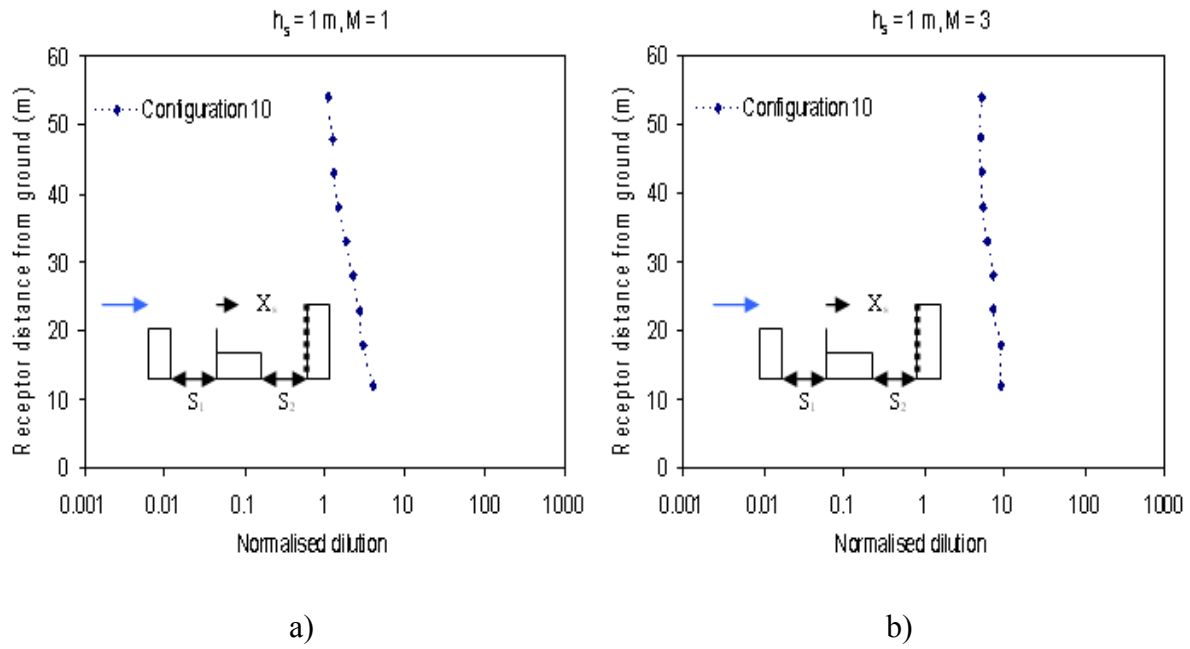 hs = 1 m, M = 1
60
50
40
30
20
10
0
Receptor distance from ground (m)
Configuration 10
Xs
S1
S2
0.001 0.01 0.1 1 10 100 1000
Normalised dilution
a)
hs = 1 m, M = 3
60
50
40
30
20
10
0
Receptor distance from ground (m)
Configuration 10
Xs
S1
S2
0.001 0.01 0.1 1 10 100 1000
Normalised dilution
b)